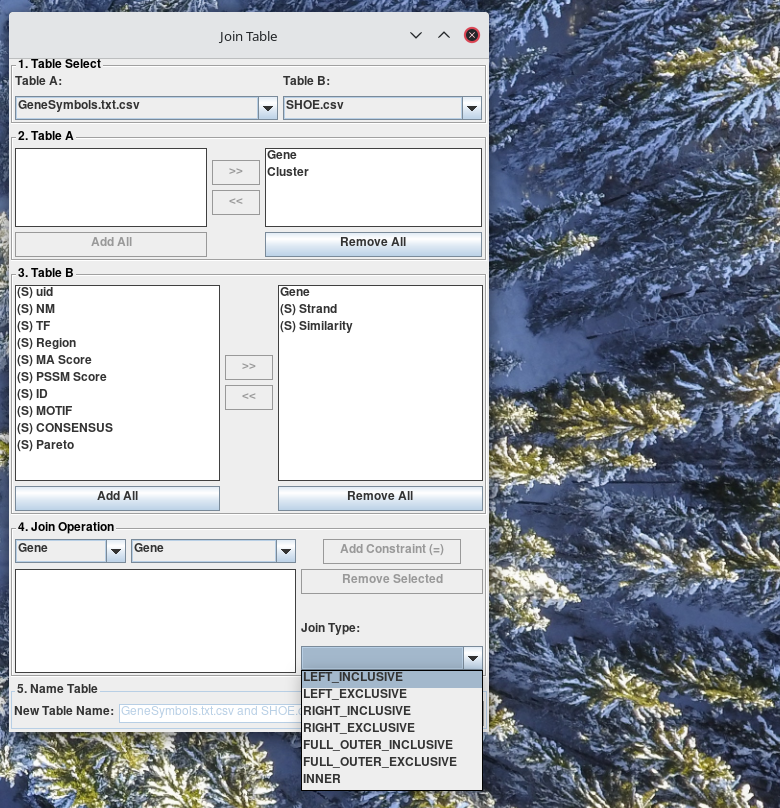 Join Table
1. Table Select
Table A:
Table B:
GeneSymbols.txt.csv
SHOE.csv
2. Table A
Gene
Cluster
>>
<<
Add All
Remove All
3. Table B
(S) uid
(S) NM
(S) TF
(S) Region
(S) MA Score
(S) PSSM Score
(S) ID
(S) MOTIF
(S) CONSENSUS
(S) Pareto
>>
<<
Gene
(S) Strand
(S) Similarity
Add All
Remove All
4. Join Operation
Gene
Gene
Add Constraint (=)
Remove Selected
Join Type:
LEFT_INCLUSIVE
LEFT_EXCLUSIVE
RIGHT_INCLUSIVE
RIGHT_EXCLUSIVE
FULL_OUTER_INCLUSIVE
FULL_OUTER_EXCLUSIVE
INNER
5. Name Table
New Table Name:
GeneSymbols.txt.csv and SHOE.